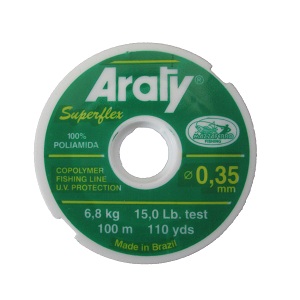 Araty®
Superflex
100%
POLIAMIDA
COPOLYMER
FISHING LINE
U.V. PROTECTION
ø 0,35
mm
6,8 kg 15,0 Lb. test
100 m 110 yds
Made in Brazil